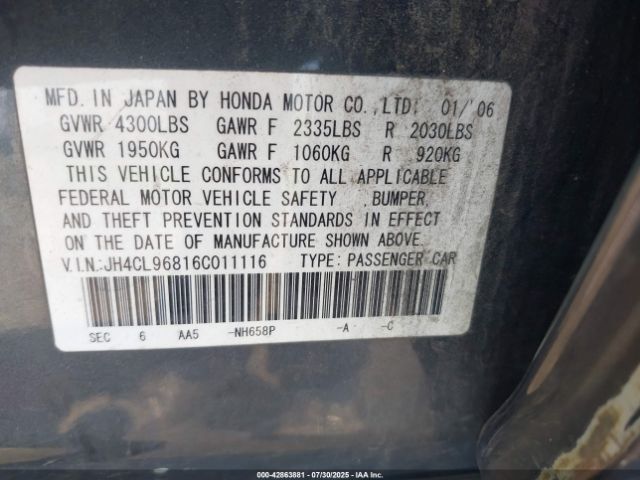 MFD. IN JAPAN BY HONDA MOTOR CO.,LTD. 01/'06
GVWR 4300LBS GAWR F 2335LBS R 2030LBS
GVWR 1950KG GAWR F 1060KG R 920KG
THIS VEHICLE CONFORMS TO ALL APPLICABLE
FEDERAL MOTOR VEHICLE SAFETY ,BUMPER,
AND THEFT PREVENTION STANDARDS IN EFFECT
ON THE DATE OF MANUFACTURE SHOWN ABOVE.
V.I.N.:JH4CL96816C011116 TYPE: PASSENGER CAR
SEC 6 AA5 -NH658P -A -C
000-42863881 - 07/30/2025 - IAA Inc.